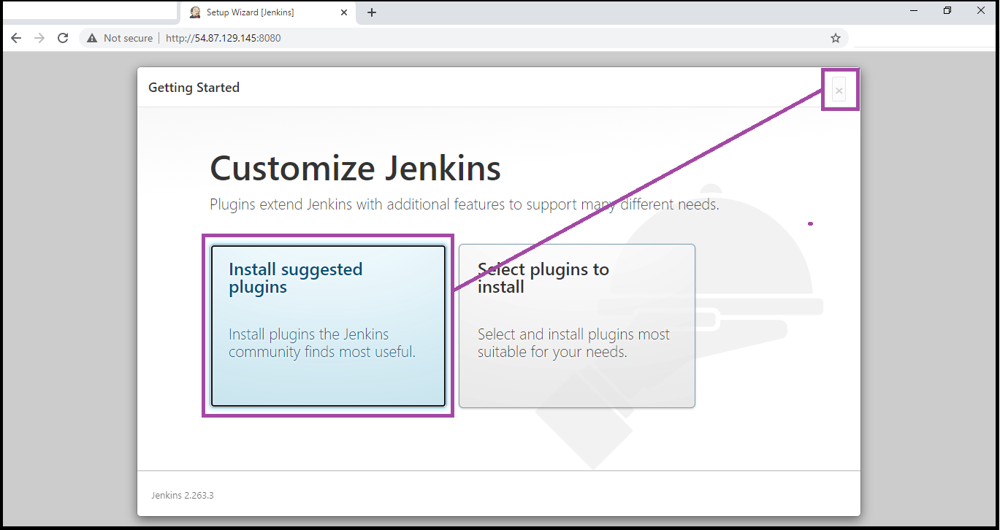 Setup Wizard [Jenkins]
Not secure
http://54.87.129.145:8080
Getting Started
Customize Jenkins
Plugins extend Jenkins with additional features to support many different needs.
Install suggested
plugins
Install plugins the Jenkins
community finds most useful.
Select plugins to
install
Select and install plugins most
suitable for your needs.
Jenkins 2.263.3